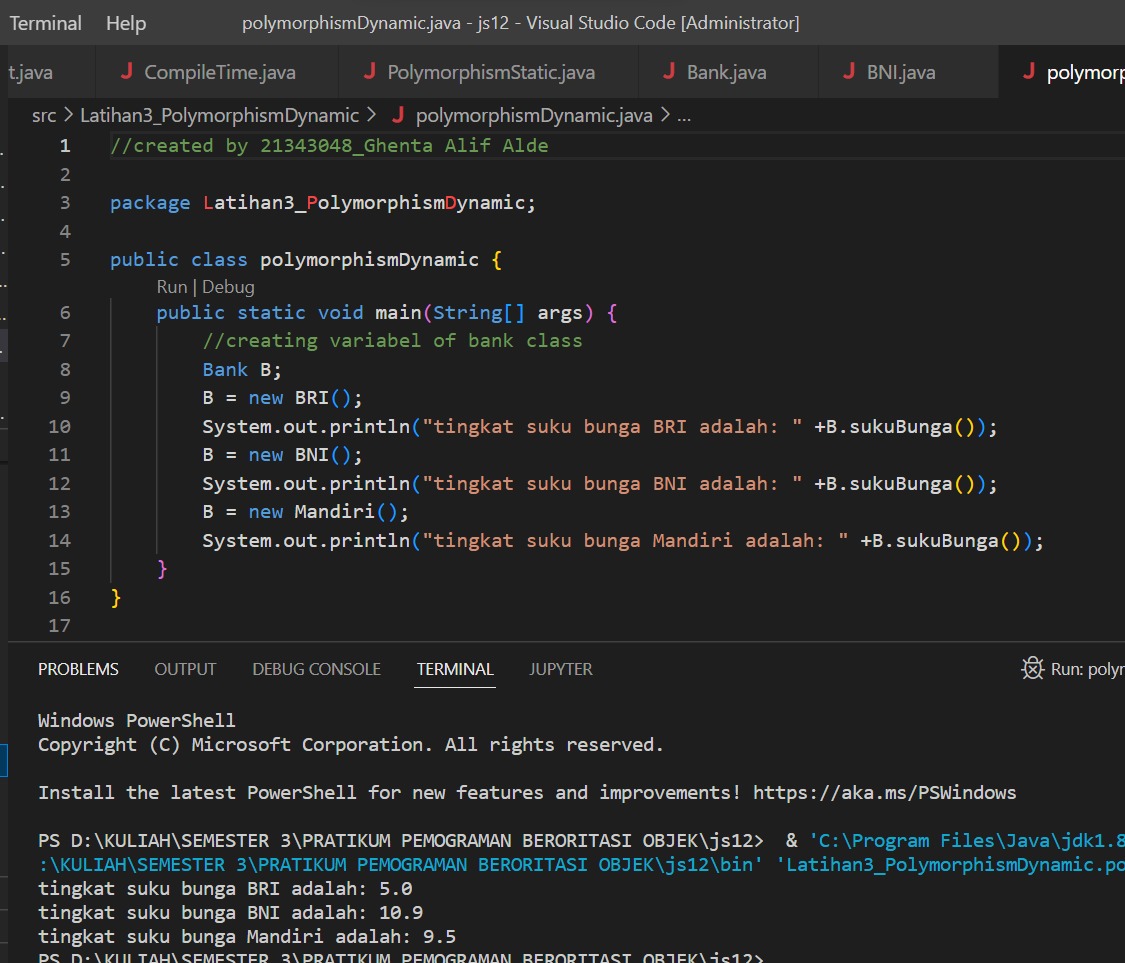 Terminal Help polymorphismDynamic.java - js12 - Visual Studio Code [Administrator]
t.java J CompileTime.java J PolymorphismStatic.java J Bank.java J BNI.java J polymorp
src > Latihan3_PolymorphismDynamic > J polymorphismDynamic.java > ...
1 //created by 21343048_Ghenta Alif Alde
2
3 package Latihan3_PolymorphismDynamic;
4
5 public class polymorphismDynamic {
Run | Debug
6 public static void main(String[] args) {
7 //creating variabel of bank class
8 Bank B;
9 B = new BRI();
10 System.out.println("tingkat suku bunga BRI adalah: " +B.sukuBunga());
11 B = new BNI();
12 System.out.println("tingkat suku bunga BNI adalah: " +B.sukuBunga());
13 B = new Mandiri();
14 System.out.println("tingkat suku bunga Mandiri adalah: " +B.sukuBunga());
15 }
16 }
17
PROBLEMS OUTPUT DEBUG CONSOLE TERMINAL JUPYTER Run: polyr
Windows PowerShell
Copyright (C) Microsoft Corporation. All rights reserved.
Install the latest PowerShell for new features and improvements! https://aka.ms/PSWindows
PS D:\KULIAH\SEMESTER 3\PRATIKUM PEMOGRAMAN BERORITASI OBJEK\js12> & 'C:\Program Files\Java\jdk1.8
:\KULIAH\SEMESTER 3\PRATIKUM PEMOGRAMAN BERORITASI OBJEK\js12\bin' 'Latihan3_PolymorphismDynamic.po
tingkat suku bunga BRI adalah: 5.0
tingkat suku bunga BNI adalah: 10.9
tingkat suku bunga Mandiri adalah: 9.5
PS D:\KULIAH\SEMESTER 3\PRATIKUM PEMOGRAMAN BERORITASI OBJEK\js12>